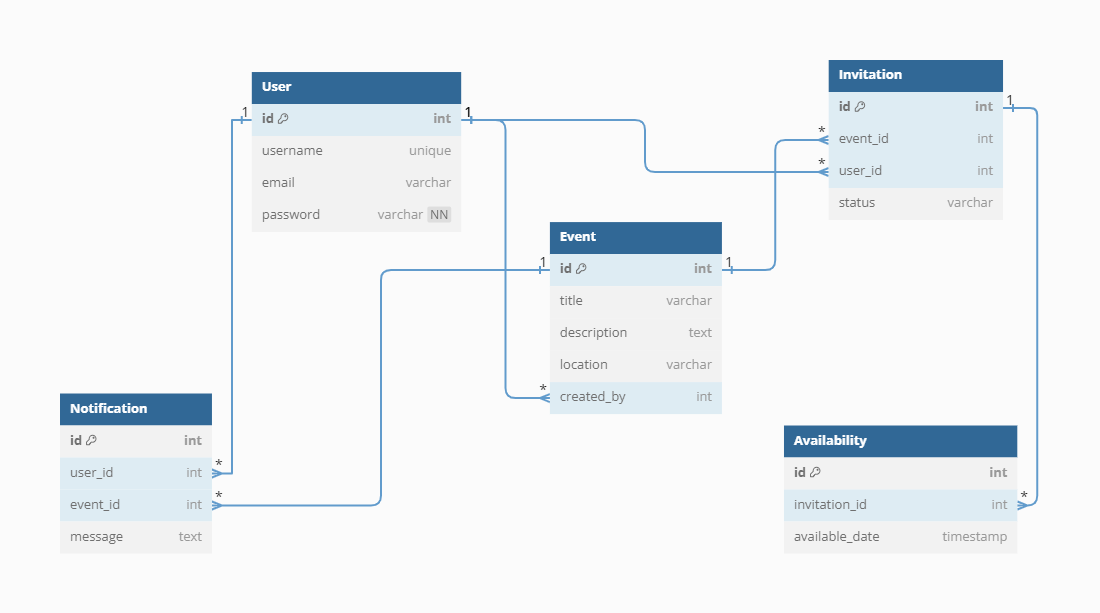 User
1
id int
1
username unique
email varchar
password varchar NN
Invitation
id int
1
*
event_id int
*
user_id int
status varchar
Event
1
id int
1
title varchar
description text
location varchar
*
created_by int
Notification
id int
user_id int
*
event_id int
*
message text
Availability
id int
invitation_id int
*
available_date timestamp